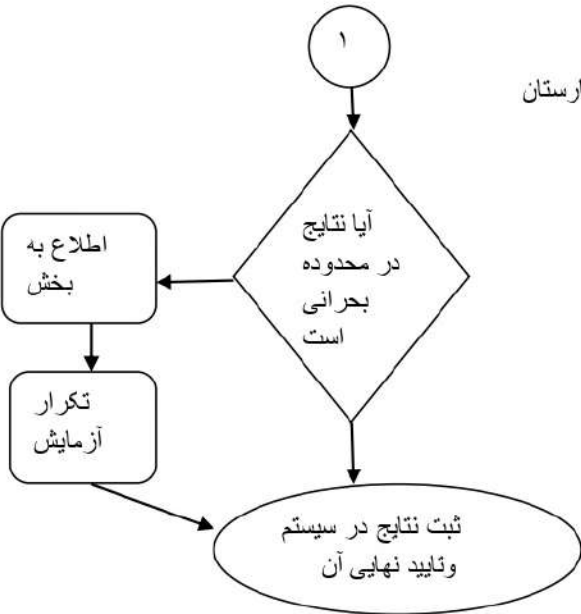 ۱
ارستان
آیا نتایج
در محدوده
بحرانی
است
اطلاع به
بخش
تکرار
آزمایش
ثبت نتایج در سیستم
وتایید نهایی آن